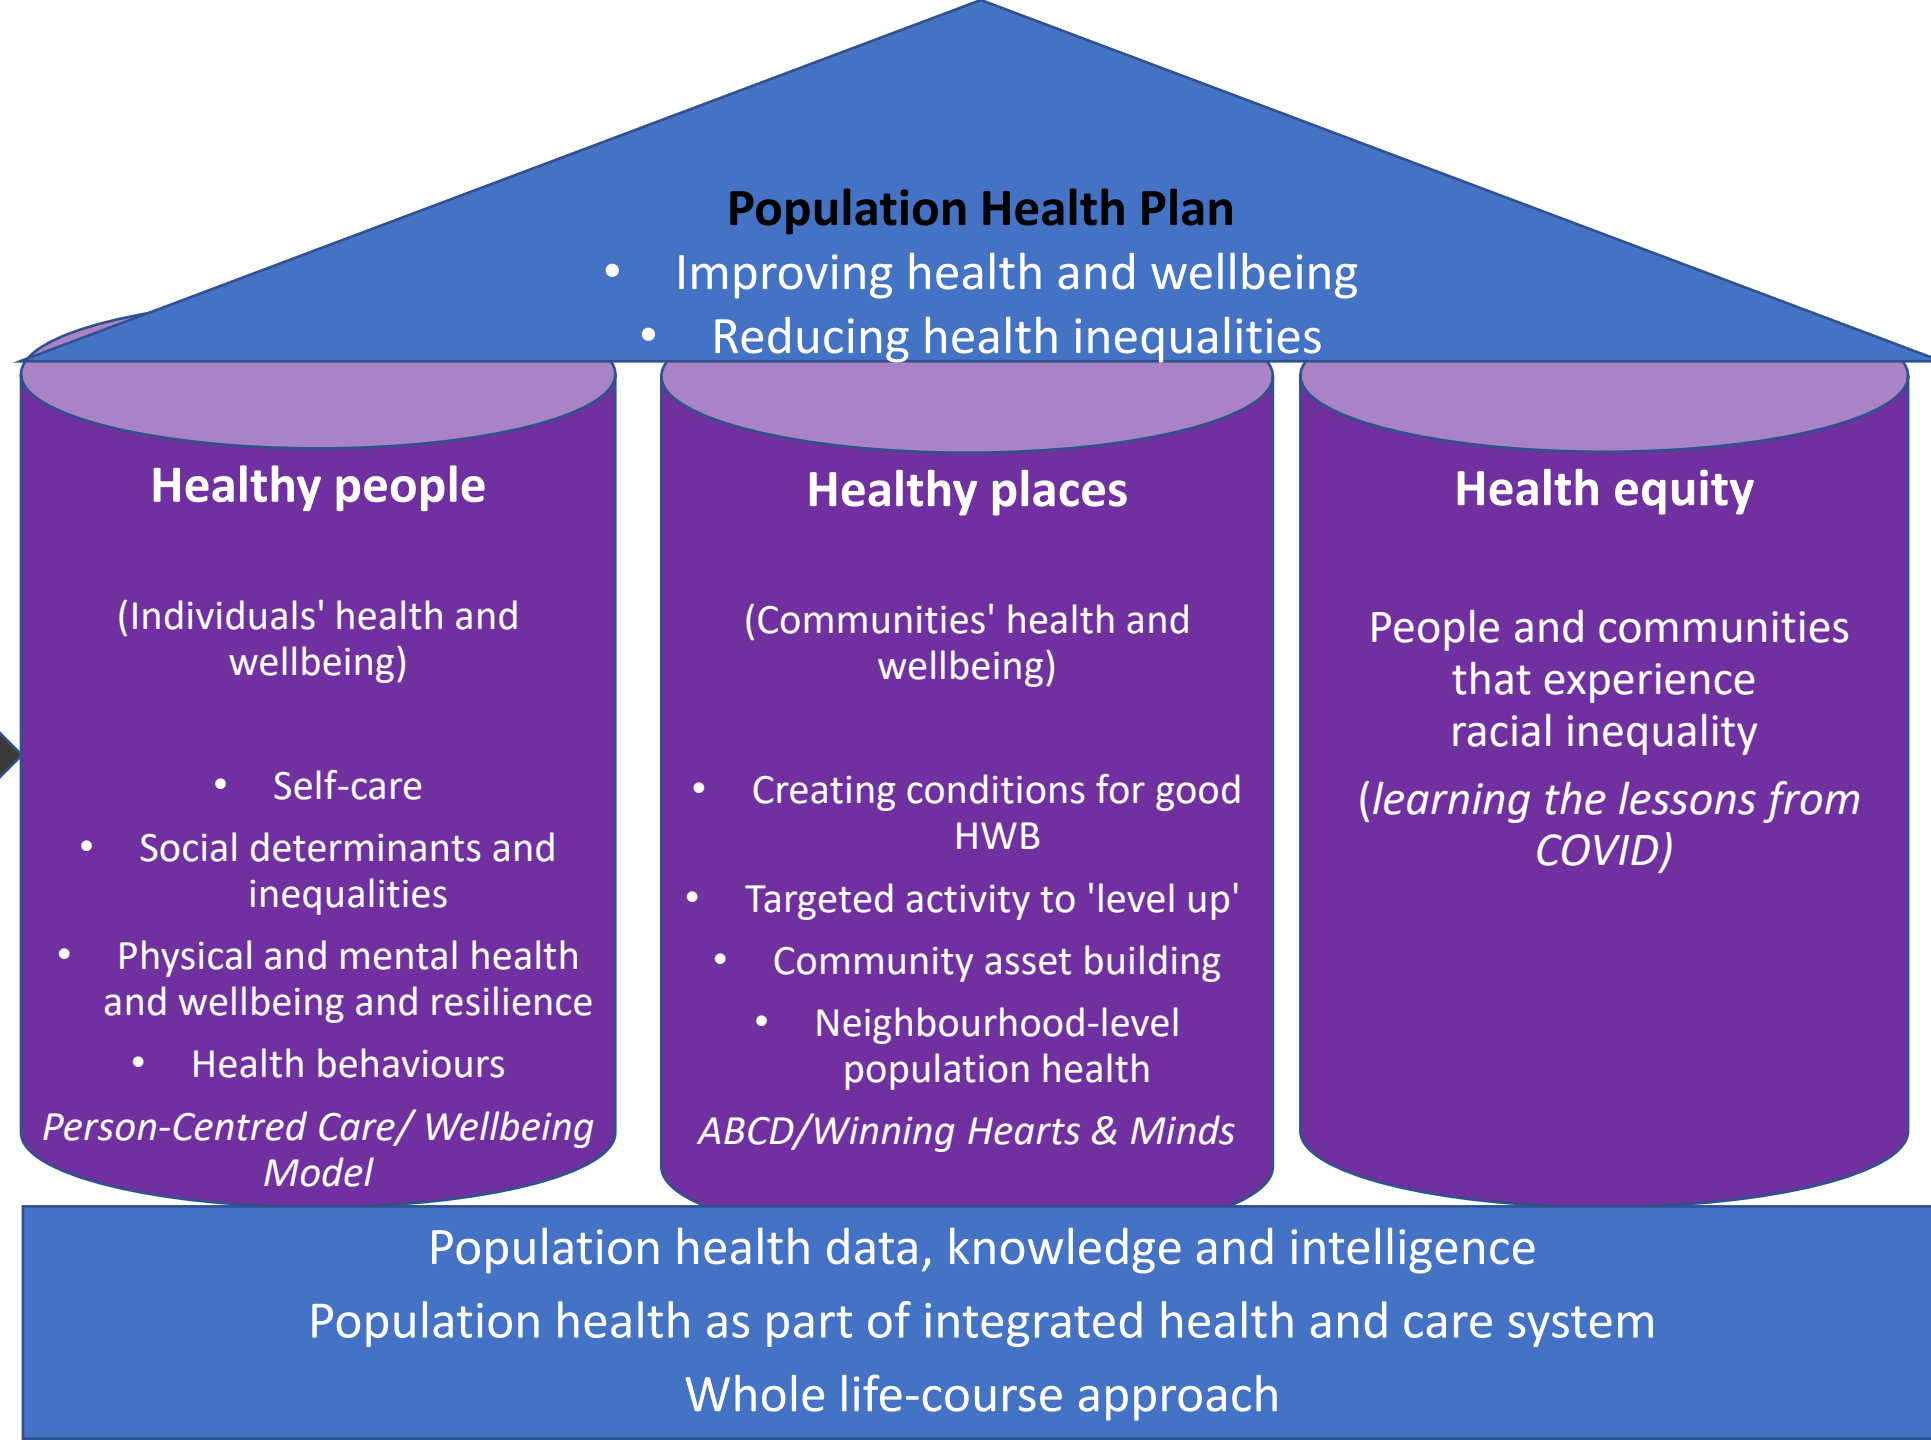 Population Health Plan
• Improving health and wellbeing
• Reducing health inequalities
Healthy people
(Individuals' health and
wellbeing)
• Self-care
• Social determinants and
inequalities
• Physical and mental health
and wellbeing and resilience
• Health behaviours
Person-Centred Care/ Wellbeing
Model
Healthy places
(Communities' health and
wellbeing)
• Creating conditions for good
HWB
• Targeted activity to 'level up'
• Community asset building
• Neighbourhood-level
population health
ABCD/Winning Hearts & Minds
Health equity
People and communities
that experience
racial inequality
(learning the lessons from
COVID)
Population health data, knowledge and intelligence
Population health as part of integrated health and care system
Whole life-course approach